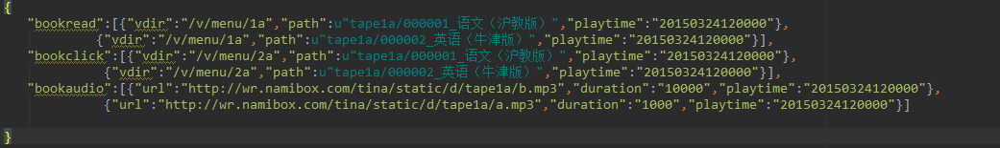 {
"bookread":[{"vdir":"/v/menu/1a","path":u"tape1a/000001_语文（沪教版）","playtime":"20150324120000"},
{"vdir":"/v/menu/1a","path":u"tape1a/000002_英语（牛津版）","playtime":"20150324120000"}],
"bookclick":[{"vdir":"/v/menu/2a","path":u"tape1a/000001_语文（沪教版）","playtime":"20150324120000"},
{"vdir":"/v/menu/2a","path":u"tape1a/000002_英语（牛津版）","playtime":"20150324120000"}],
"bookaudio":[{"url":"http://wr.namibox.com/tina/static/d/tape1a/b.mp3","duration":"10000","playtime":"20150324120000"},
{"url":"http://wr.namibox.com/tina/static/d/tape1a/a.mp3","duration":"1000","playtime":"20150324120000"}]
}